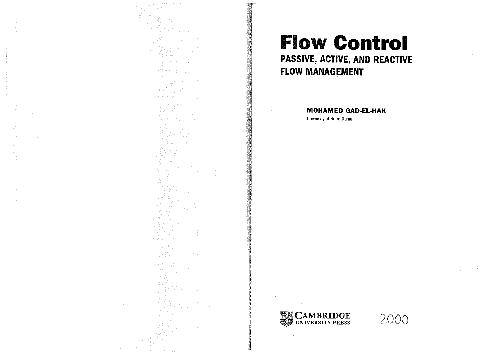 Flow Control
PASSIVE, ACTIVE, AND REACTIVE
FLOW MANAGEMENT
MOHAMED GAD-EL-HAK
CAMBRIDGE
UNIVERSITY PRESS
2000